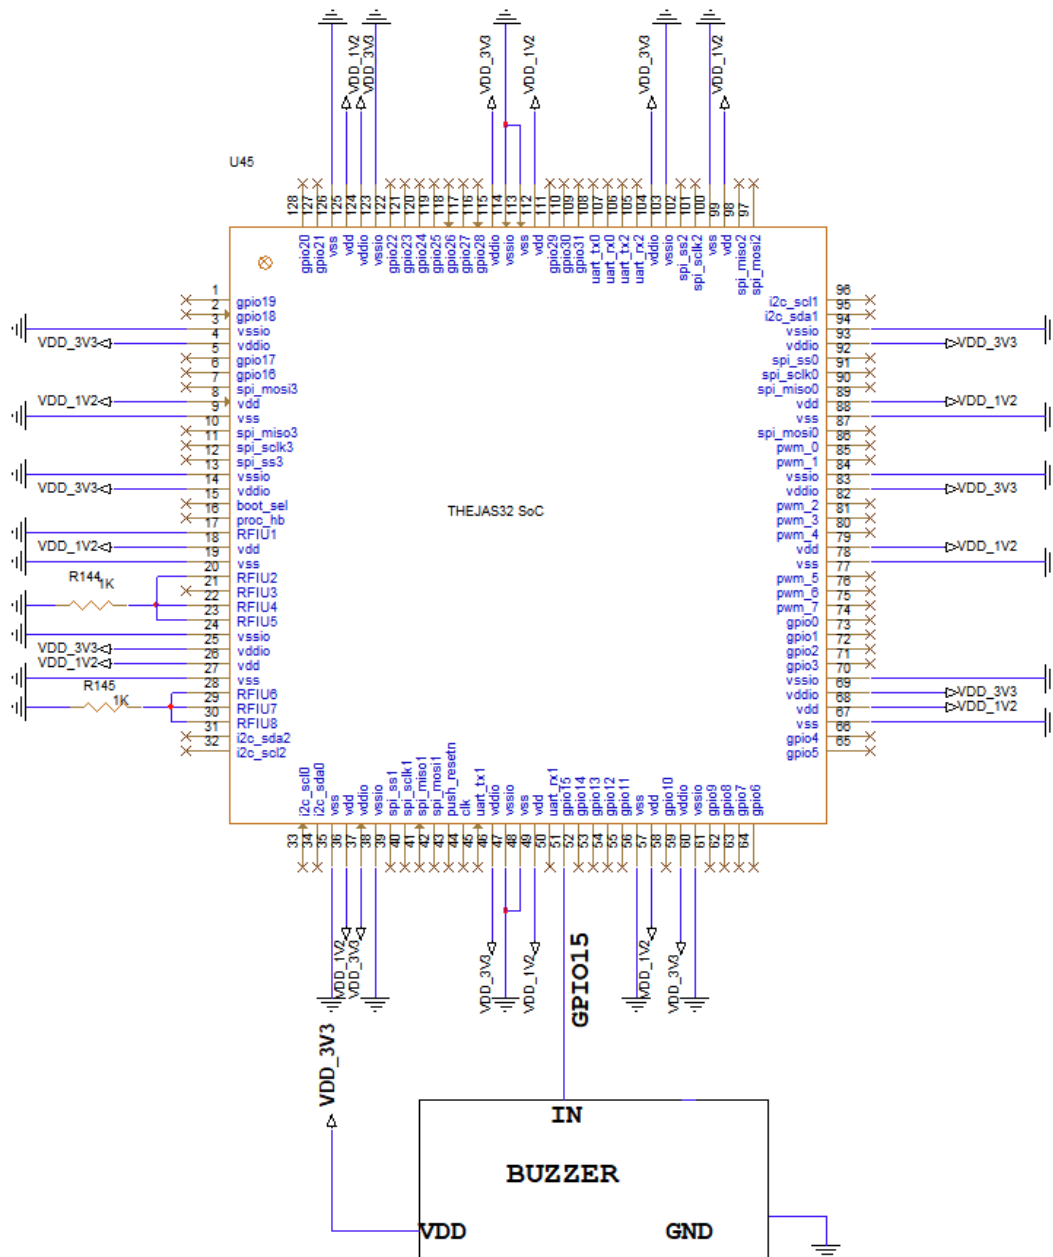 VDD_1V2
VDD_3V3
VDD_3V3
VDD_1V2
VDD_3V3
VDD_1V2
U45
128 127 126 125 124 123 122 121 120 119 118 117 116 115 114 113 112 111 110 109 108 107 106 105 104 103 102 101 100 99 98 97
gpio20 gpio21 vss vdd vddio vssio gpio22 gpio23 gpio24 gpio25 gpio26 gpio27 gpio28 vddio vssio vss vdd gpio29 gpio30 gpio31 uart_tx0 uart_rx0 uart_tx2 uart_rx2 vddio vssio spi_ss2 spi_sclk2 vss vdd spi_miso2 spi_mosi2
1 gpio19
2 gpio18
3 vssio
VDD_3V3 4 vddio
5 gpio17
6 gpio16
7 spi_mosi3
VDD_1V2 8 vdd
9 vss
10 spi_miso3
11 spi_sclk3
12 spi_ss3
13 vssio
VDD_3V3 14 vddio
15 boot_sel
16 proc_hb
17 RFIU1
VDD_1V2 18 vdd
19 vss
20 RFIU2
R144 1K
21 RFIU3
22 RFIU4
23 RFIU5
24 vssio
VDD_3V3 25 vddio
VDD_1V2 26 vdd
27 vss
28 RFIU6
R145 1K
29 RFIU7
30 RFIU8
31 i2c_sda2
32 i2c_scl2
THEJAS32 SoC
i2c_scl1 96
i2c_sda1 95
vssio 94
vddio 93 VDD_3V3
spi_ss0 92
spi_sclk0 91
spi_miso0 90
vdd 89 VDD_1V2
vss 88
spi_mosi0 87
pwm_0 86
pwm_1 85
vssio 84
vddio 83 VDD_3V3
pwm_2 82
pwm_3 81
pwm_4 80
vdd 79 VDD_1V2
vss 78
pwm_5 77
pwm_6 76
pwm_7 75
gpio0 74
gpio1 73
gpio2 72
gpio3 71
vssio 70
vddio 69 VDD_3V3
vdd 68 VDD_1V2
vss 67
gpio4 66
gpio5 65
i2c_scl0 i2c_sda0 vss vdd vddio vssio spi_ss1 spi_sclk1 spi_miso1 spi_mosi1 push_resetn clk uart_tx1 vddio vssio vss vdd uart_rx1 gpio15 gpio14 gpio13 gpio12 gpio11 vss vdd gpio10 vddio vssio gpio9 gpio8 gpio7 gpio6
33 34 35 36 37 38 39 40 41 42 43 44 45 46 47 48 49 50 51 52 53 54 55 56 57 58 59 60 61 62 63 64
VDD_1V2
VDD_3V3
VDD_3V3
VDD_1V2
GPIO15
VDD_1V2
VDD_3V3
VDD_3V3
IN
BUZZER
VDD
GND